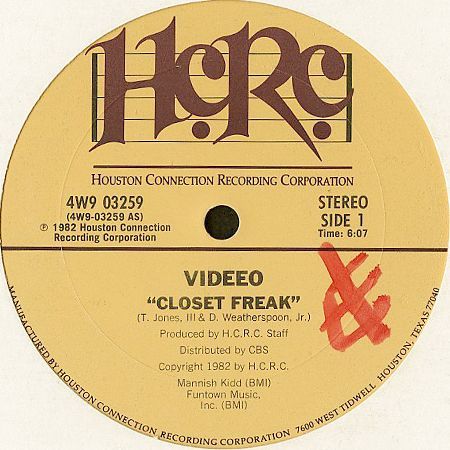 H.C.R.C.
HOUSTON CONNECTION RECORDING CORPORATION
4W9 03259
(4W9-03259 AS)
℗ 1982 Houston Connection
Recording Corporation
STEREO
SIDE 1
Time: 6:07
VIDEEO
"CLOSET FREAK"
(T. Jones, III & D. Weatherspoon, Jr.)
Produced by H.C.R.C. Staff
Distributed by CBS
Copyright 1982 by H.C.R.C.
Mannish Kidd (BMI)
Funtown Music,
Inc. (BMI)
MANUFACTURED BY HOUSTON CONNECTION RECORDING CORPORATION 7600 WEST TIDWELL HOUSTON, TEXAS 77040